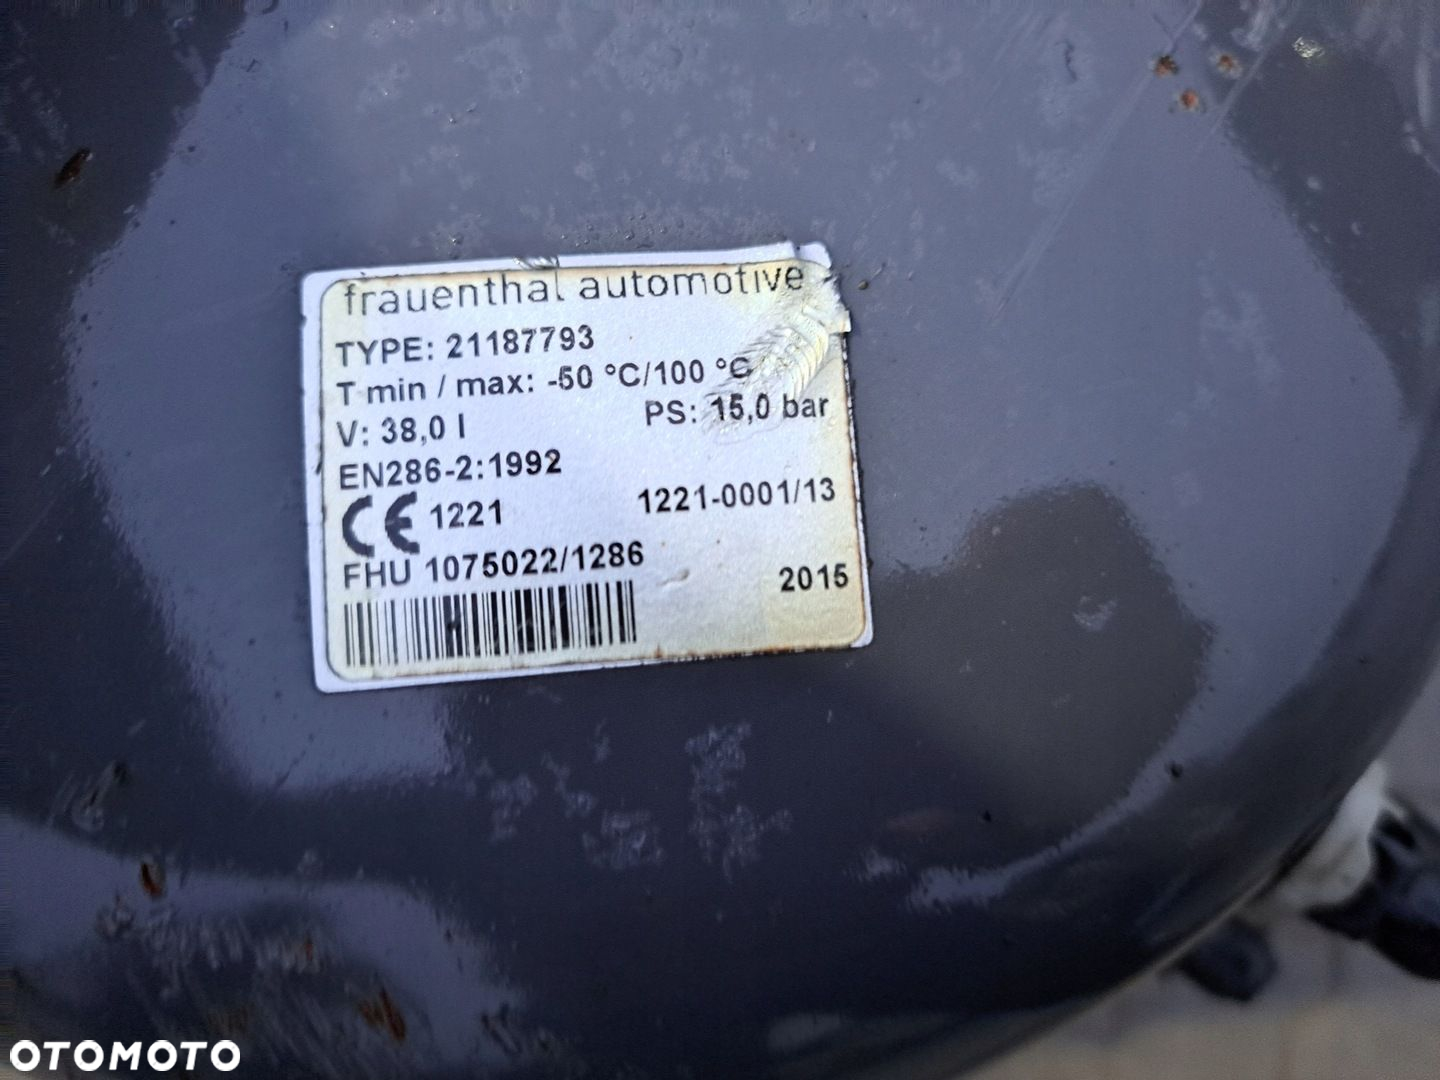 frauenthal automotive
TYPE: 21187793
T min / max: -50 °C/100 °C
V: 38,0 l PS: 15,0 bar
EN286-2:1992
CE 1221 1221-0001/13
FHU 1075022/1286
2015
OTOMOTO